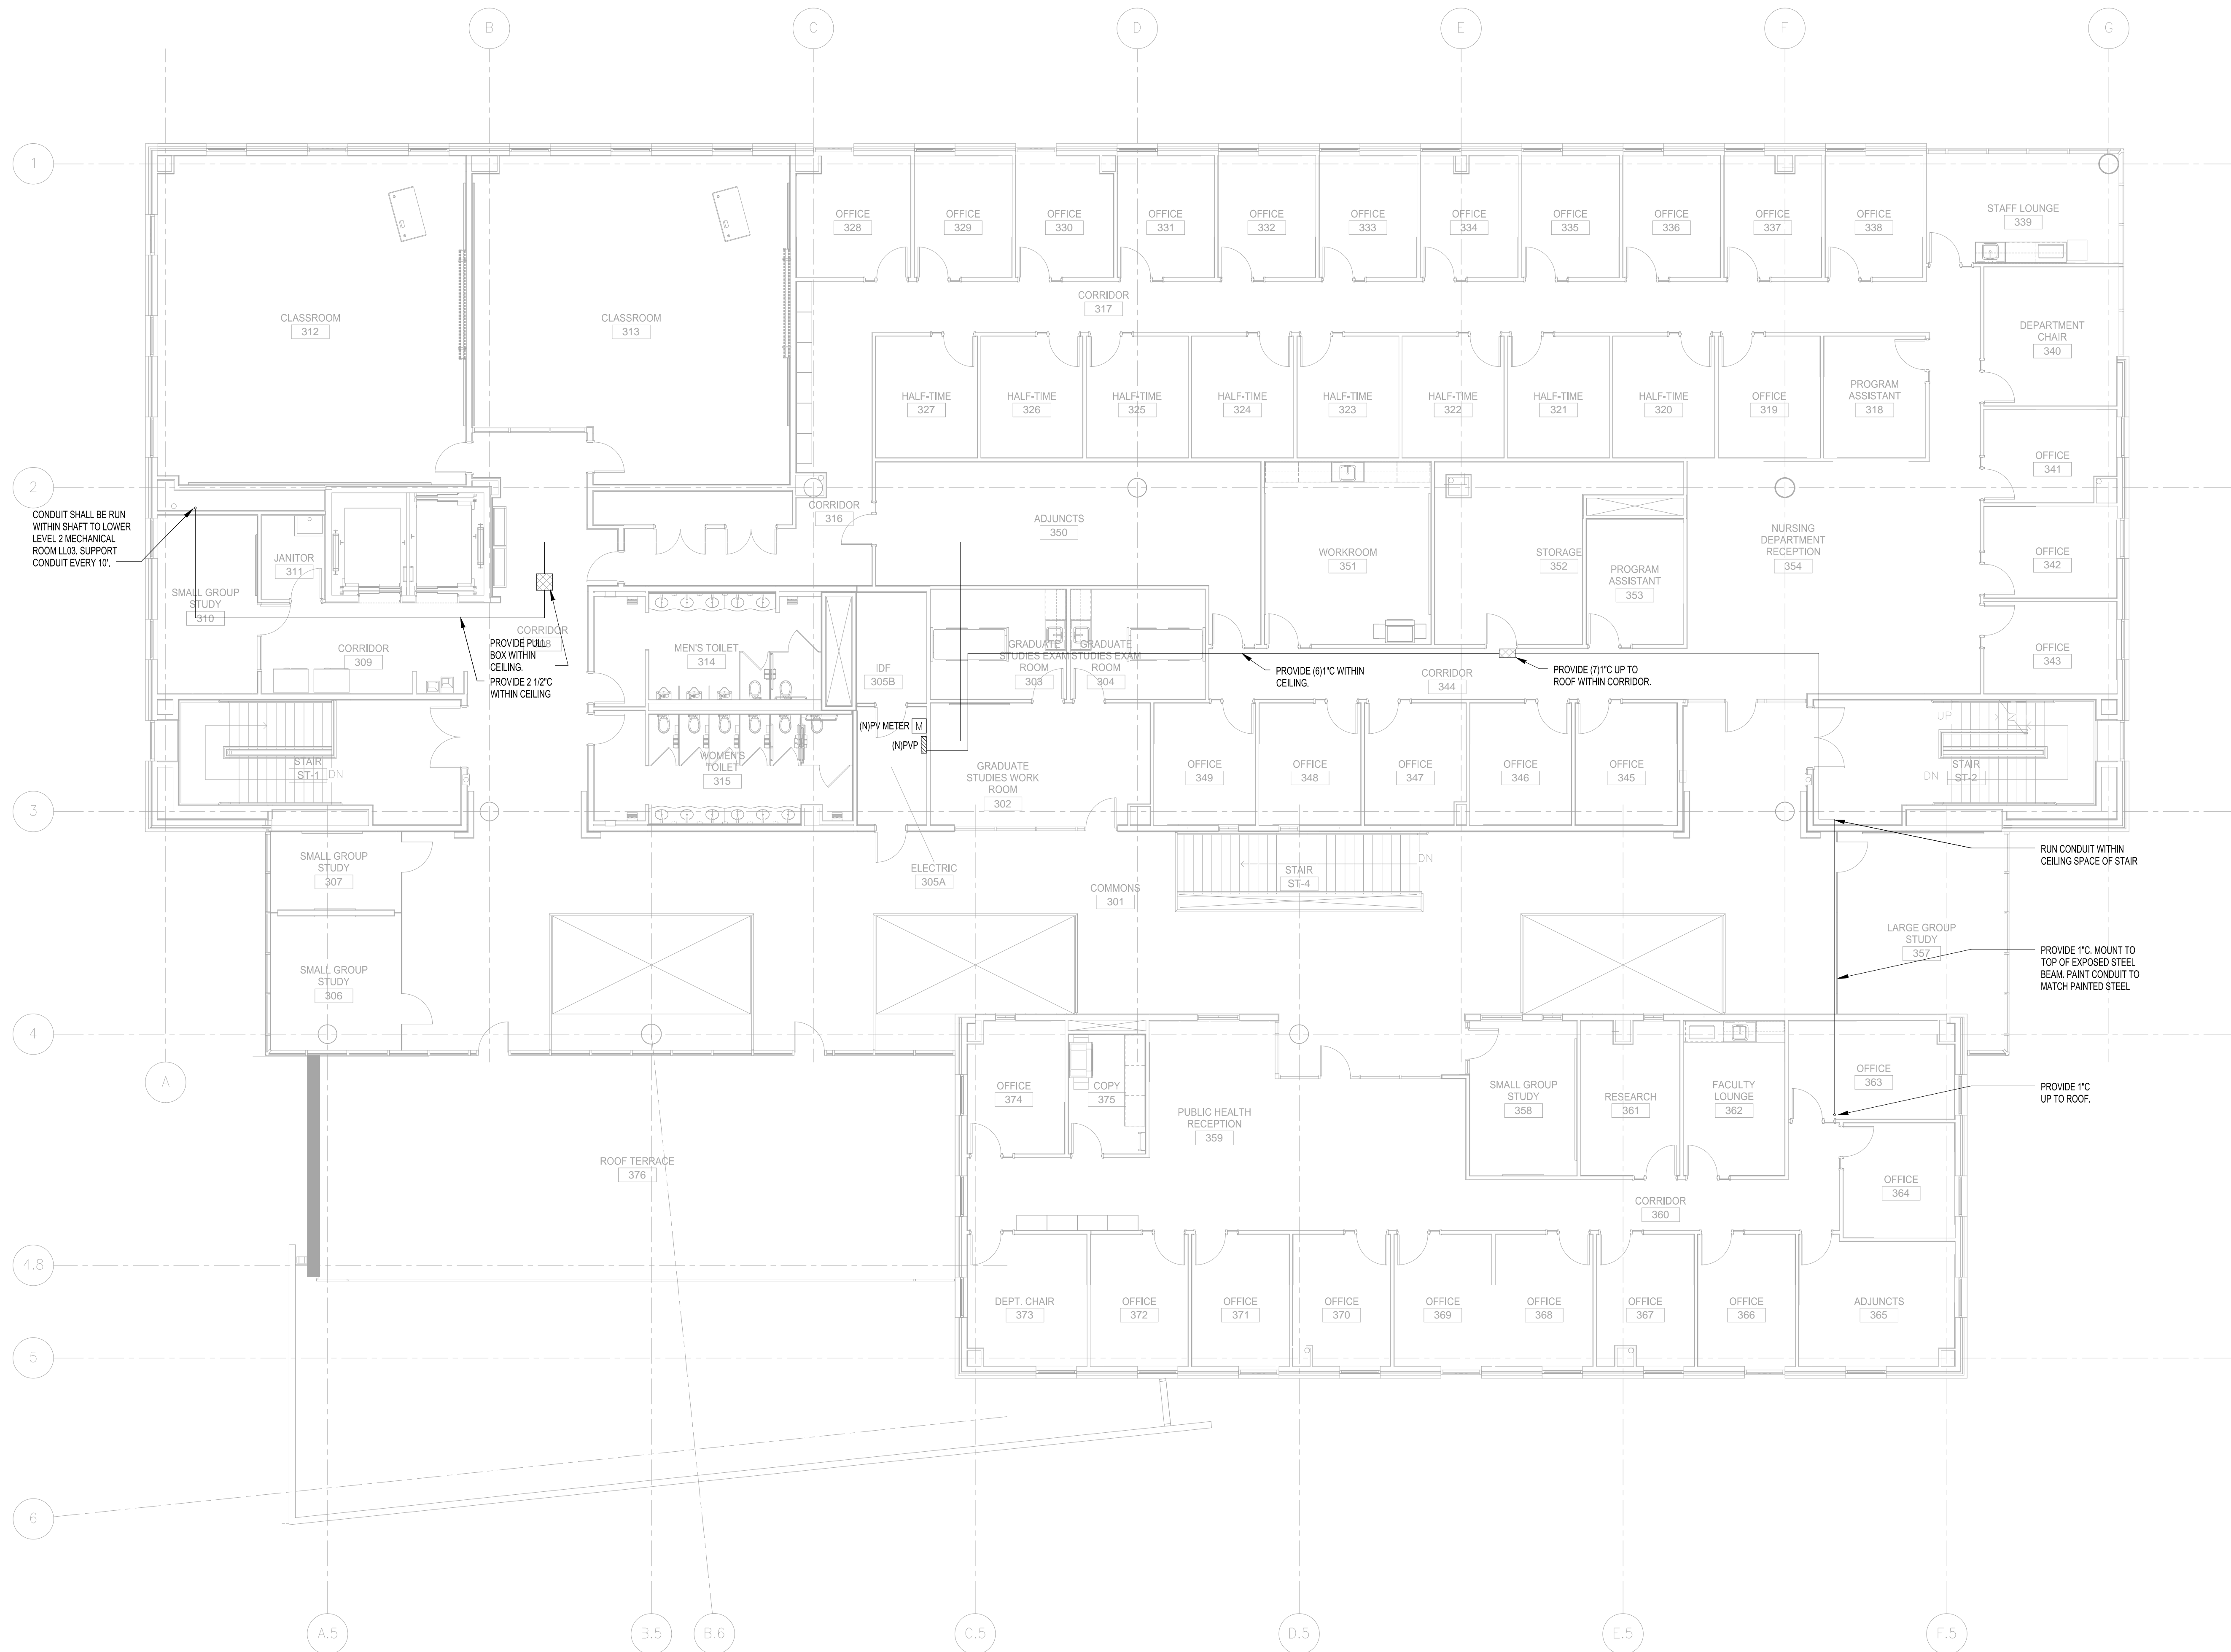 B
C
D
E
F
G
1
OFFICE
328
OFFICE
329
OFFICE
330
OFFICE
331
OFFICE
332
OFFICE
333
OFFICE
334
OFFICE
335
OFFICE
336
OFFICE
337
OFFICE
338
STAFF LOUNGE
339
CLASSROOM
312
CLASSROOM
313
CORRIDOR
317
DEPARTMENT
CHAIR
340
HALF-TIME
327
HALF-TIME
326
HALF-TIME
325
HALF-TIME
324
HALF-TIME
323
HALF-TIME
322
HALF-TIME
321
HALF-TIME
320
OFFICE
319
PROGRAM
ASSISTANT
318
OFFICE
341
2
CONDUIT SHALL BE RUN
WITHIN SHAFT TO LOWER
LEVEL 2 MECHANICAL
ROOM LL03. SUPPORT
CONDUIT EVERY 10'.
CORRIDOR
316
ADJUNCTS
350
WORKROOM
351
STORAGE
352
PROGRAM
ASSISTANT
353
NURSING
DEPARTMENT
RECEPTION
354
OFFICE
342
JANITOR
311
SMALL GROUP
STUDY
310
CORRIDOR
PROVIDE PULL
BOX WITHIN
CEILING.
PROVIDE 2 1/2"C
WITHIN CEILING
CORRIDOR
309
MEN'S TOILET
314
IDF
305B
GRADUATE
STUDIES EXAM
ROOM
303
GRADUATE
STUDIES EXAM
ROOM
304
PROVIDE (6)1"C WITHIN
CEILING.
CORRIDOR
344
PROVIDE (7)1"C UP TO
ROOF WITHIN CORRIDOR.
OFFICE
343
(N)PV METER
M
(N)PVP
UP
DN
STAIR
ST-2
STAIR
ST-1
DN
WOMEN'S
TOILET
315
GRADUATE
STUDIES WORK
ROOM
302
OFFICE
349
OFFICE
348
OFFICE
347
OFFICE
346
OFFICE
345
3
SMALL GROUP
STUDY
307
ELECTRIC
305A
COMMONS
301
STAIR
ST-4
DN
RUN CONDUIT WITHIN
CEILING SPACE OF STAIR
SMALL GROUP
STUDY
306
LARGE GROUP
STUDY
357
PROVIDE 1"C. MOUNT TO
TOP OF EXPOSED STEEL
BEAM. PAINT CONDUIT TO
MATCH PAINTED STEEL
4
A
OFFICE
374
COPY
375
PUBLIC HEALTH
RECEPTION
359
SMALL GROUP
STUDY
358
RESEARCH
361
FACULTY
LOUNGE
362
OFFICE
363
PROVIDE 1"C
UP TO ROOF.
ROOF TERRACE
376
OFFICE
364
CORRIDOR
360
4.8
DEPT. CHAIR
373
OFFICE
372
OFFICE
371
OFFICE
370
OFFICE
369
OFFICE
368
OFFICE
367
OFFICE
366
ADJUNCTS
365
5
6
A.5
B.5
B.6
C.5
D.5
E.5
F.5